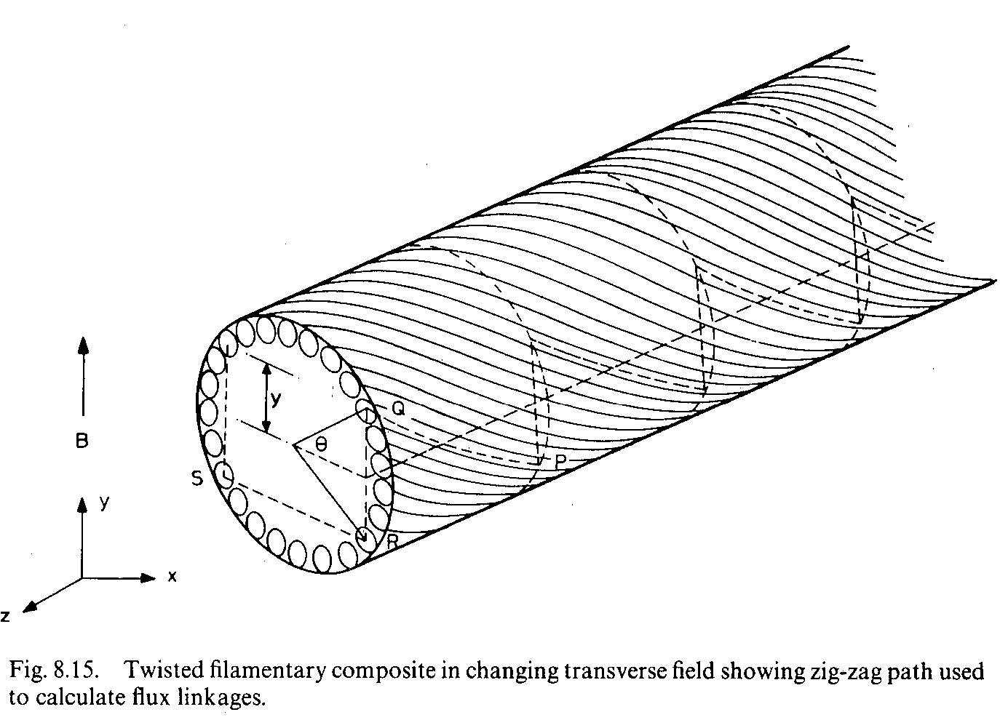 y
Q
θ
B
P
S
R
y
x
z
Fig. 8.15. Twisted filamentary composite in changing transverse field showing zig-zag path used
to calculate flux linkages.